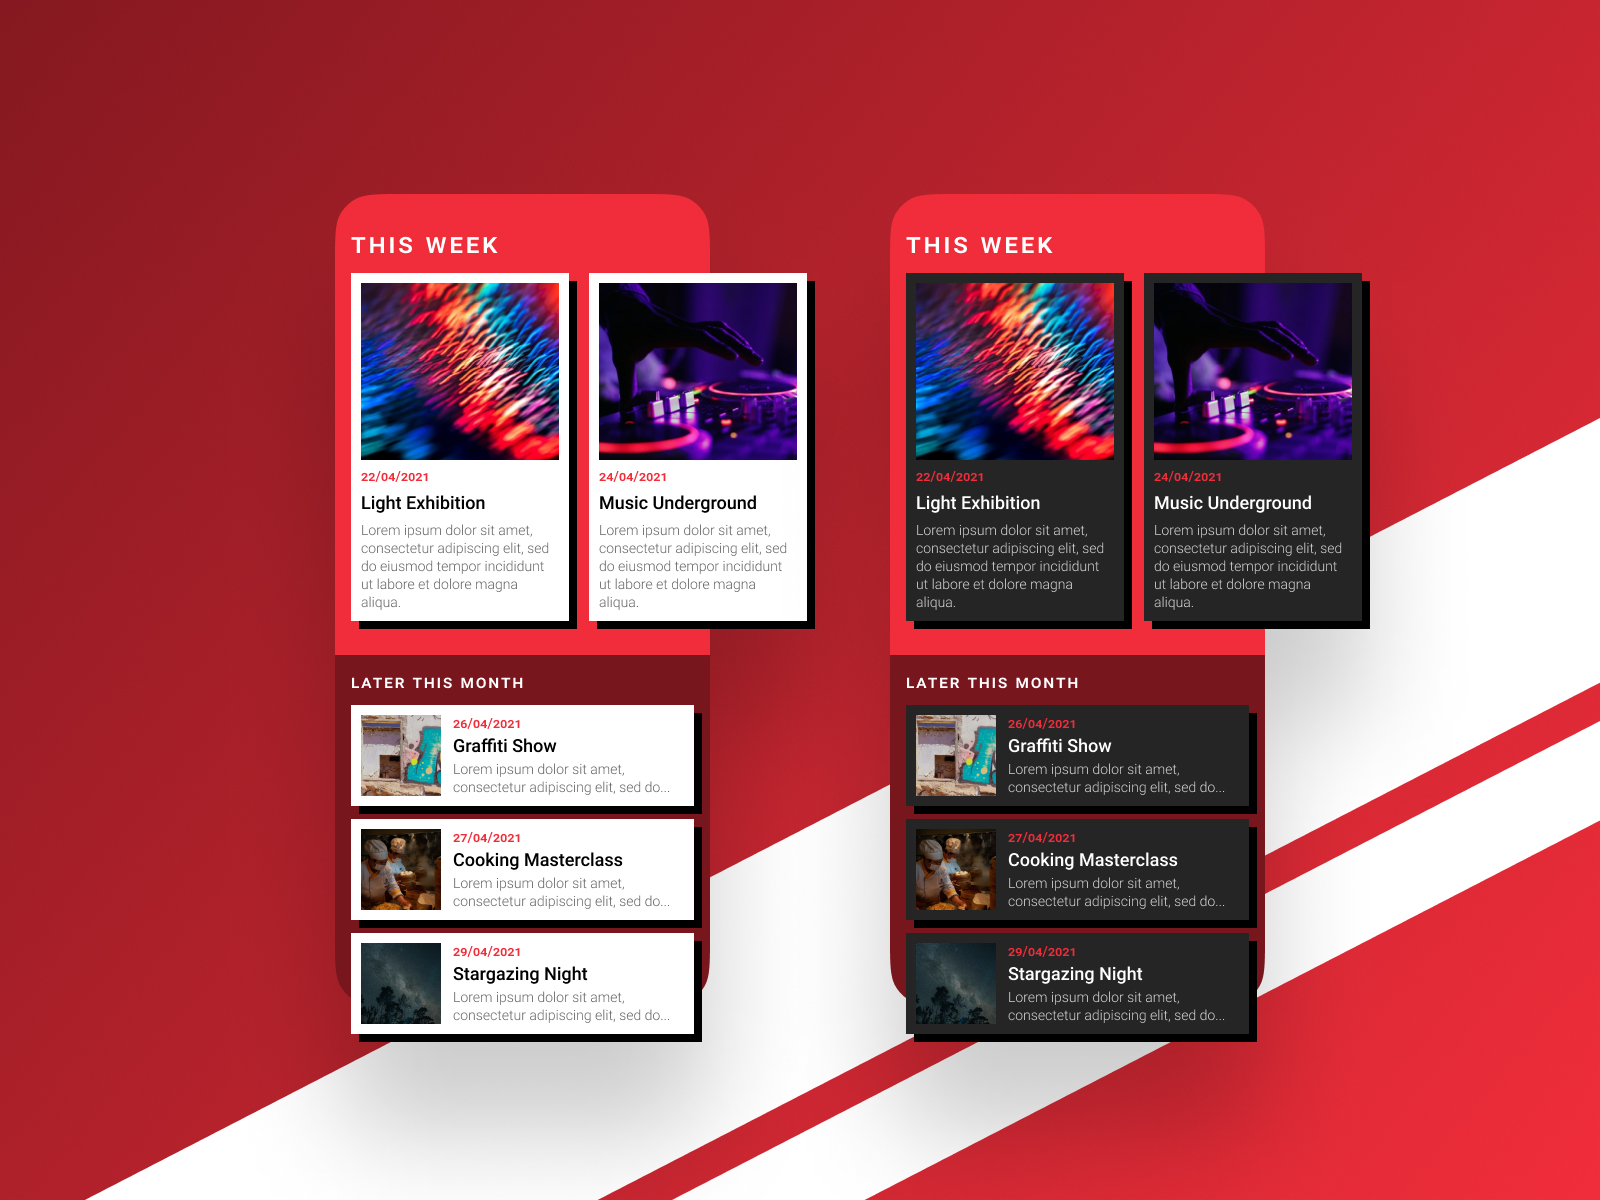 THIS WEEK
22/04/2021
Light Exhibition
Lorem ipsum dolor sit amet,
consectetur adipiscing elit, sed
do eiusmod tempor incididunt
ut labore et dolore magna
aliqua.
24/04/2021
Music Underground
Lorem ipsum dolor sit amet,
consectetur adipiscing elit, sed
do eiusmod tempor incididunt
ut labore et dolore magna
aliqua.
LATER THIS MONTH
26/04/2021
Graffiti Show
Lorem ipsum dolor sit amet,
consectetur adipiscing elit, sed do...
27/04/2021
Cooking Masterclass
Lorem ipsum dolor sit amet,
consectetur adipiscing elit, sed do...
29/04/2021
Stargazing Night
Lorem ipsum dolor sit amet,
consectetur adipiscing elit, sed do...
THIS WEEK
22/04/2021
Light Exhibition
Lorem ipsum dolor sit amet,
consectetur adipiscing elit, sed
do eiusmod tempor incididunt
ut labore et dolore magna
aliqua.
24/04/2021
Music Underground
Lorem ipsum dolor sit amet,
consectetur adipiscing elit, sed
do eiusmod tempor incididunt
ut labore et dolore magna
aliqua.
LATER THIS MONTH
26/04/2021
Graffiti Show
Lorem ipsum dolor sit amet,
consectetur adipiscing elit, sed do...
27/04/2021
Cooking Masterclass
Lorem ipsum dolor sit amet,
consectetur adipiscing elit, sed do...
29/04/2021
Stargazing Night
Lorem ipsum dolor sit amet,
consectetur adipiscing elit, sed do...